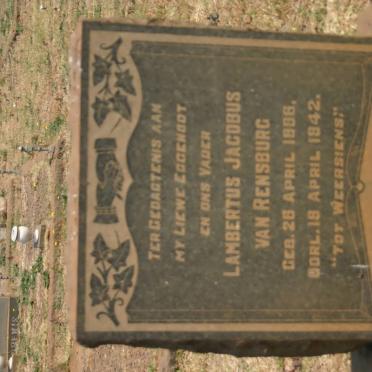 TER GEDAGTENIS AAN
MY LIEWE EGGENOOT
EN ONS VADER
LAMBERTUS JACOBUS
VAN RENSBURG
GEB. 28 APRIL 1886.
OORL. 18 APRIL 1942.
"TOT WEERSIENS."